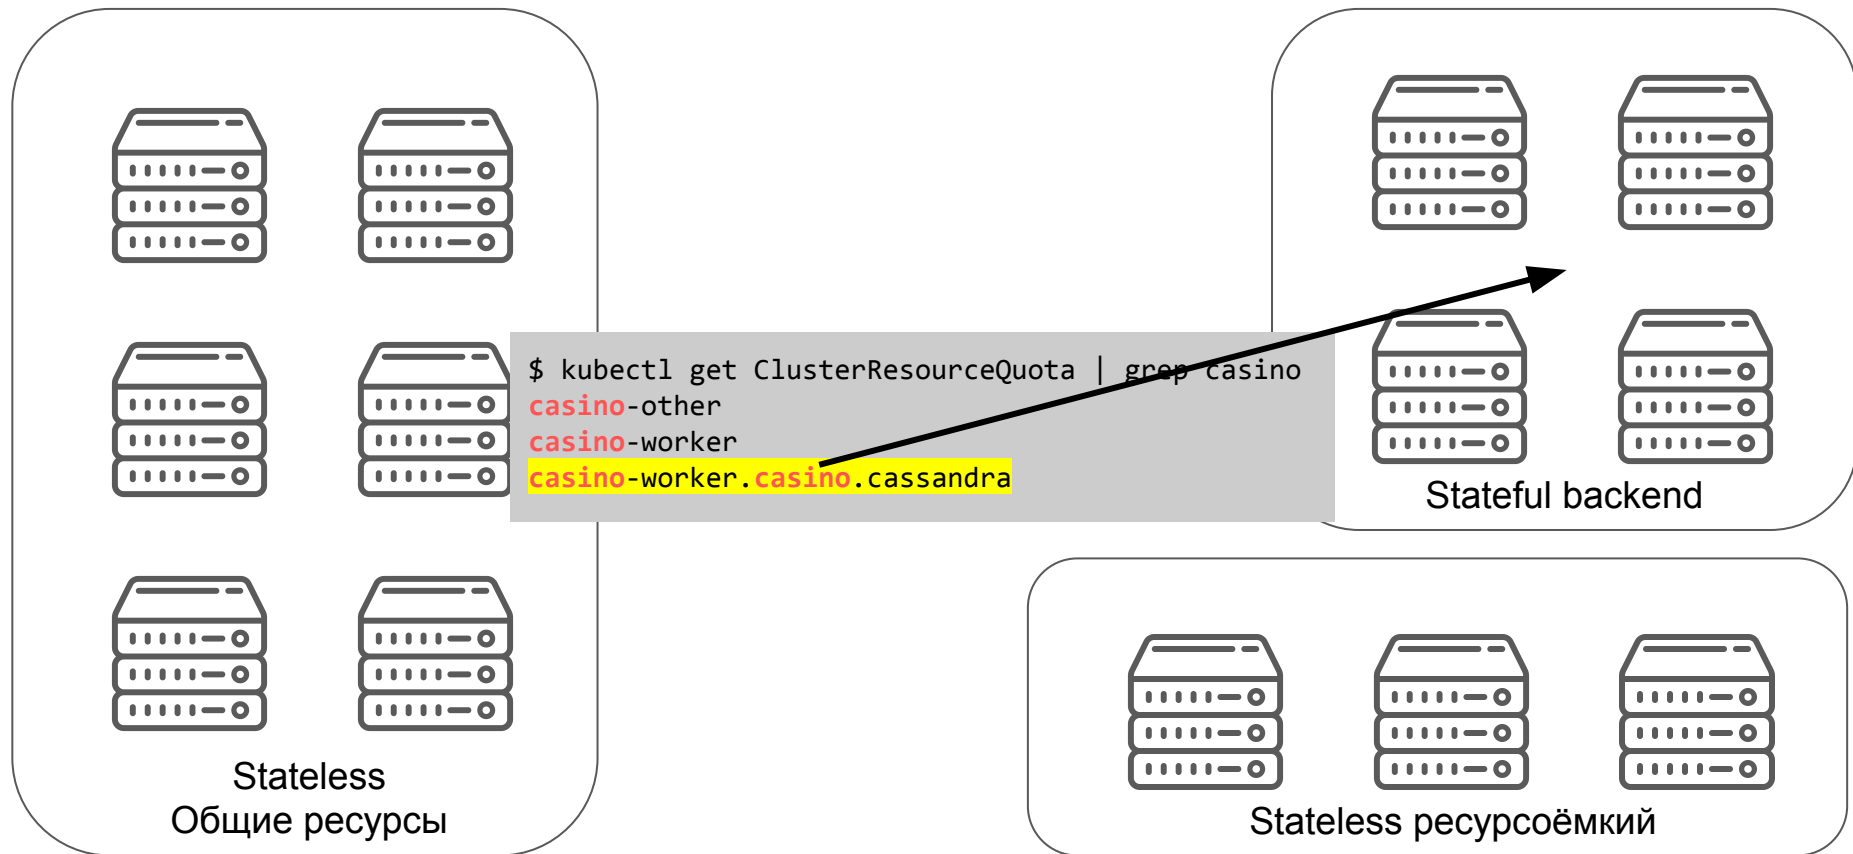 $ kubectl get ClusterResourceQuota | grep casino
casino-other
casino-worker
casino-worker.casino.cassandra
Stateful backend
Stateless
Общие ресурсы
Stateless ресурсоёмкий